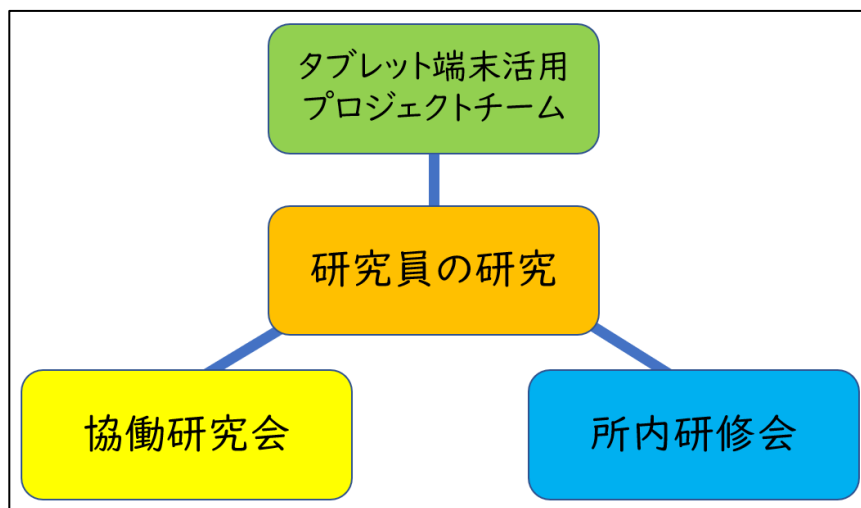 タブレット端末活用
プロジェクトチーム
研究員の研究
協働研究会
所内研修会